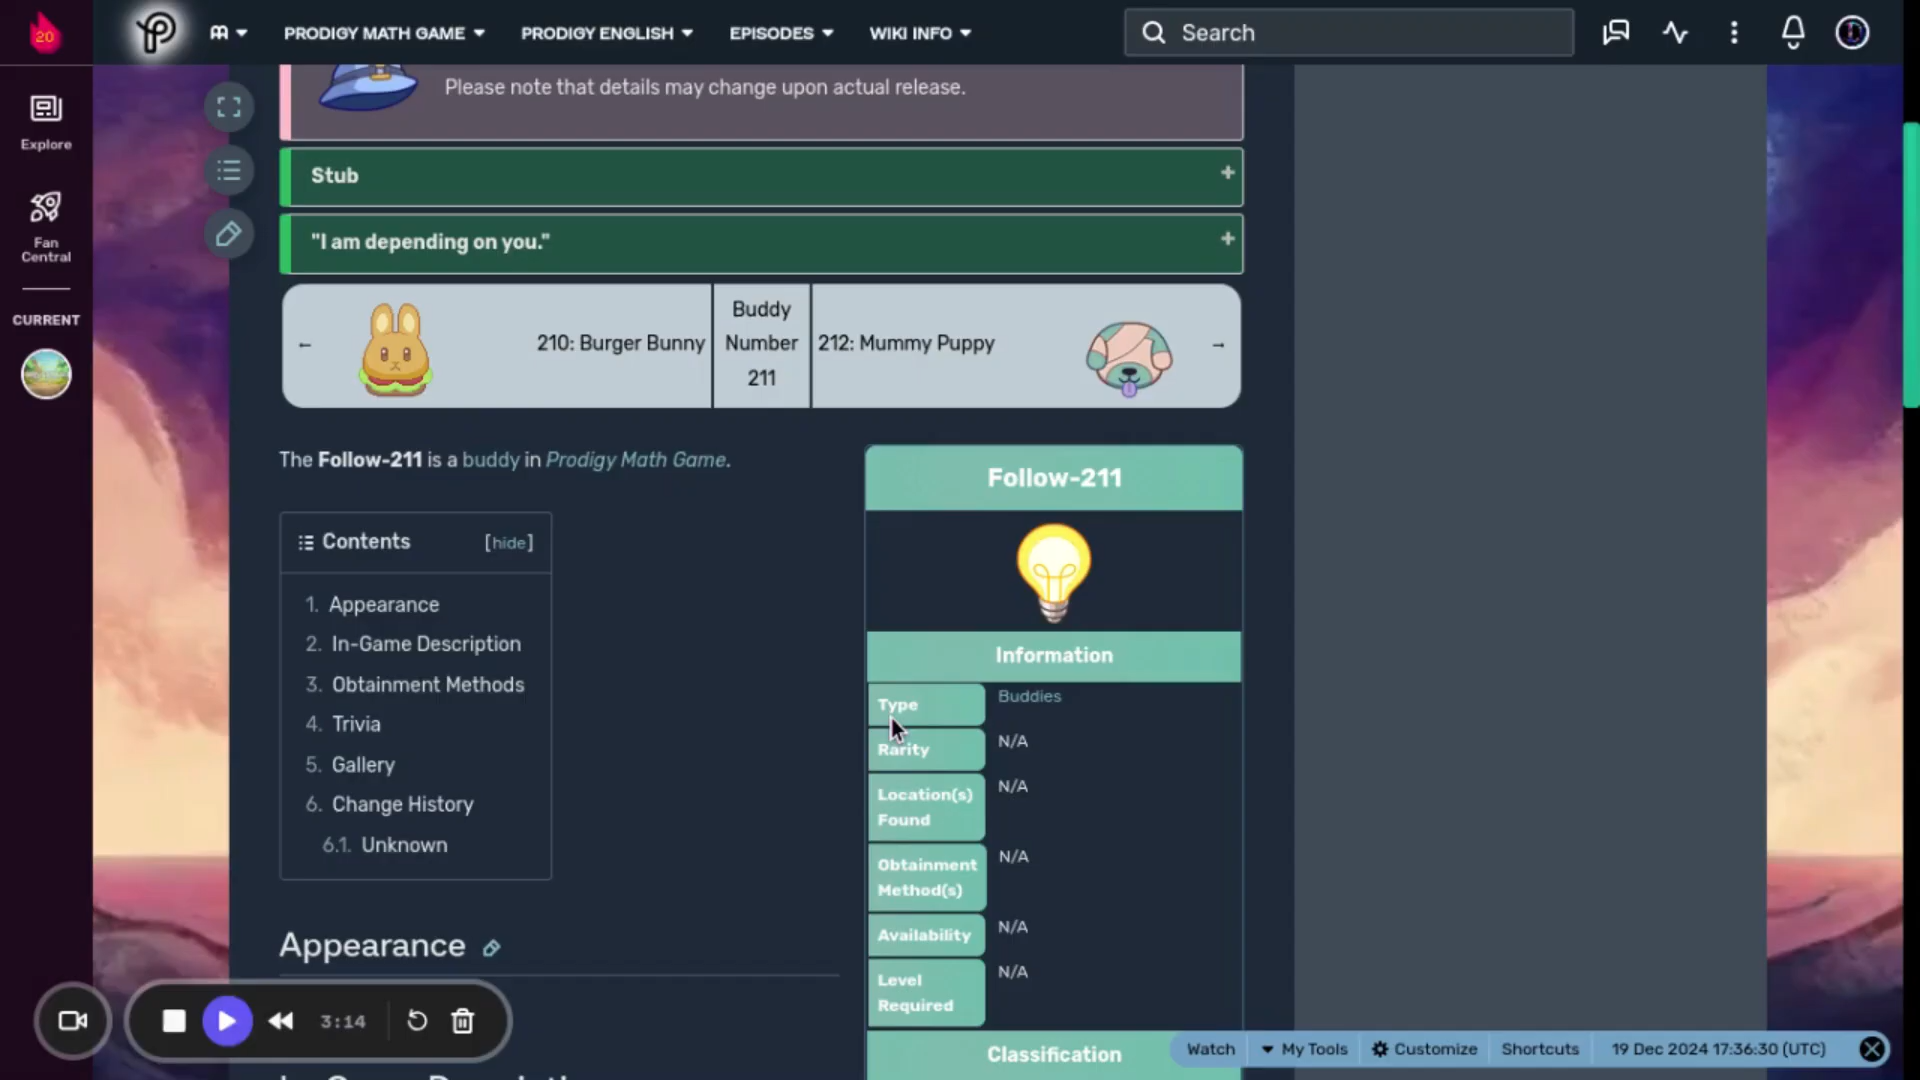 20
PRODIGY MATH GAME
PRODIGY ENGLISH
EPISODES
WIKI INFO
Search
Explore
Fan
Central
CURRENT
Please note that details may change upon actual release.
Stub
+
"I am depending on you."
+
←
210: Burger Bunny
Buddy
Number
211
212: Mummy Puppy
→
The Follow-211 is a buddy in Prodigy Math Game.
Contents
[hide]
1. Appearance
2. In-Game Description
3. Obtainment Methods
4. Trivia
5. Gallery
6. Change History
6.1. Unknown
Appearance
Follow-211
Information
Type
Buddies
Rarity
N/A
Location(s)
Found
N/A
Obtainment
Method(s)
N/A
Availability
N/A
Level
Required
N/A
Classification
3:14
Watch
My Tools
Customize
Shortcuts
19 Dec 2024 17:36:30 (UTC)